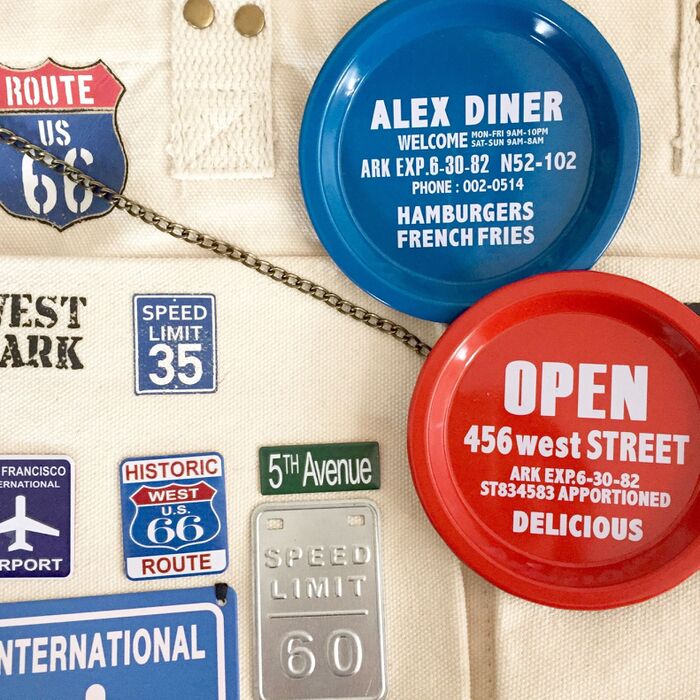 ROUTE
US
66
ALEX DINER
WELCOME MON-FRI 9AM-10PM
SAT-SUN 9AM-8AM
ARK EXP.6-30-82 N52-102
PHONE : 002-0514
HAMBURGERS
FRENCH FRIES
WEST
ARK
SPEED
LIMIT
35
OPEN
456 west STREET
ARK EXP.6-30-82
ST834583 APPORTIONED
DELICIOUS
FRANCISCO
ERNATIONAL
RPORT
HISTORIC
WEST
U.S.
66
ROUTE
5TH Avenue
SPEED
LIMIT
60
NTERNATIONAL